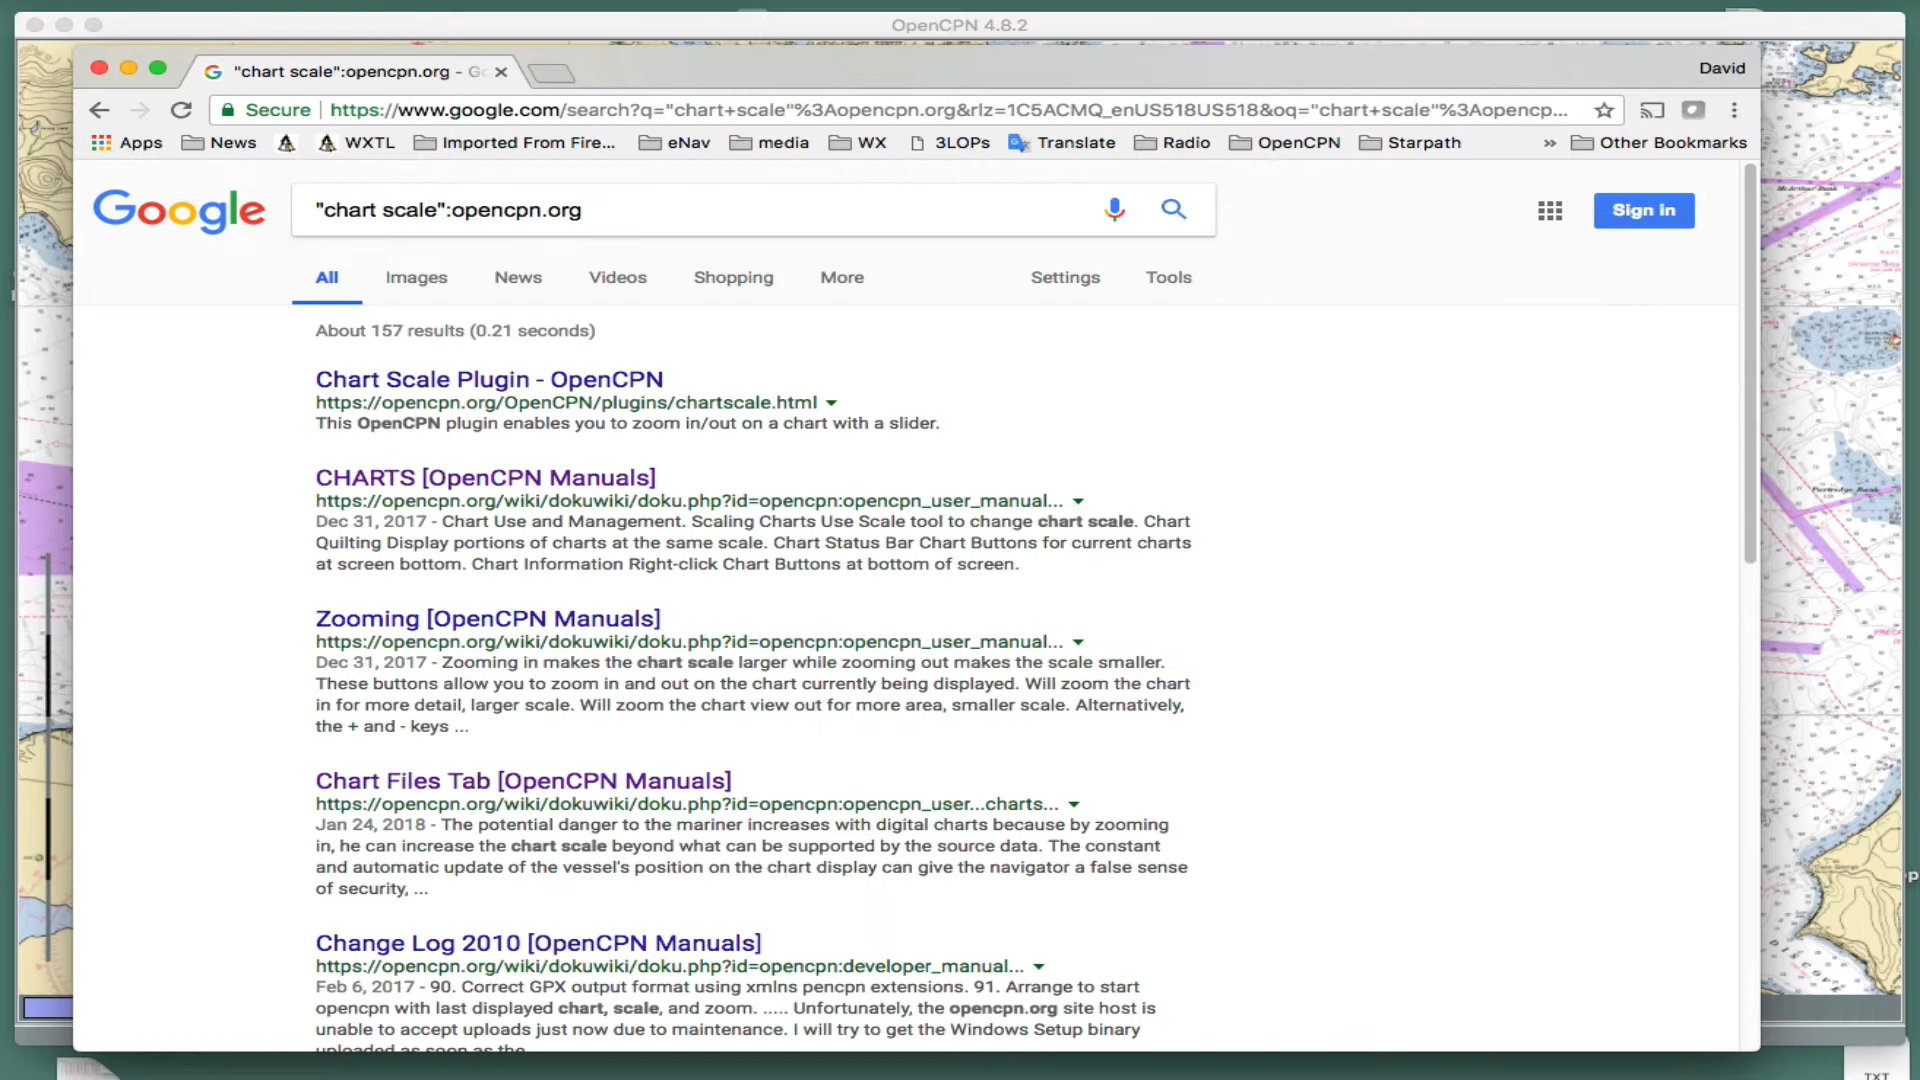 OpenCPN 4.8.2
"chart scale":opencpn.org - Go
David
Secure https://www.google.com/search?q="chart+scale"%3Aopencpn.org&rlz=1C5ACMQ_enUS518US518&oq="chart+scale"%3Aopencp...
Apps News WXTL Imported From Fire... eNav media WX 3LOPs Translate Radio OpenCPN Starpath » Other Bookmarks
Google
"chart scale":opencpn.org
Sign in
All Images News Videos Shopping More Settings Tools
About 157 results (0.21 seconds)
Chart Scale Plugin - OpenCPN
https://opencpn.org/OpenCPN/plugins/chartscale.html
This OpenCPN plugin enables you to zoom in/out on a chart with a slider.
CHARTS [OpenCPN Manuals]
https://opencpn.org/wiki/dokuwiki/doku.php?id=opencpn:opencpn_user_manual...
Dec 31, 2017 - Chart Use and Management. Scaling Charts Use Scale tool to change chart scale. Chart
Quilting Display portions of charts at the same scale. Chart Status Bar Chart Buttons for current charts
at screen bottom. Chart Information Right-click Chart Buttons at bottom of screen.
Zooming [OpenCPN Manuals]
https://opencpn.org/wiki/dokuwiki/doku.php?id=opencpn:opencpn_user_manual...
Dec 31, 2017 - Zooming in makes the chart scale larger while zooming out makes the scale smaller.
These buttons allow you to zoom in and out on the chart currently being displayed. Will zoom the chart
in for more detail, larger scale. Will zoom the chart view out for more area, smaller scale. Alternatively,
the + and - keys ...
Chart Files Tab [OpenCPN Manuals]
https://opencpn.org/wiki/dokuwiki/doku.php?id=opencpn:opencpn_user...charts...
Jan 24, 2018 - The potential danger to the mariner increases with digital charts because by zooming
in, he can increase the chart scale beyond what can be supported by the source data. The constant
and automatic update of the vessel's position on the chart display can give the navigator a false sense
of security, ...
Change Log 2010 [OpenCPN Manuals]
https://opencpn.org/wiki/dokuwiki/doku.php?id=opencpn:developer_manual...
Feb 6, 2017 - 90. Correct GPX output format using xmlns pencpn extensions. 91. Arrange to start
opencpn with last displayed chart, scale, and zoom. ..... Unfortunately, the opencpn.org site host is
unable to accept uploads just now due to maintenance. I will try to get the Windows Setup binary
uploaded as soon as the
TXT